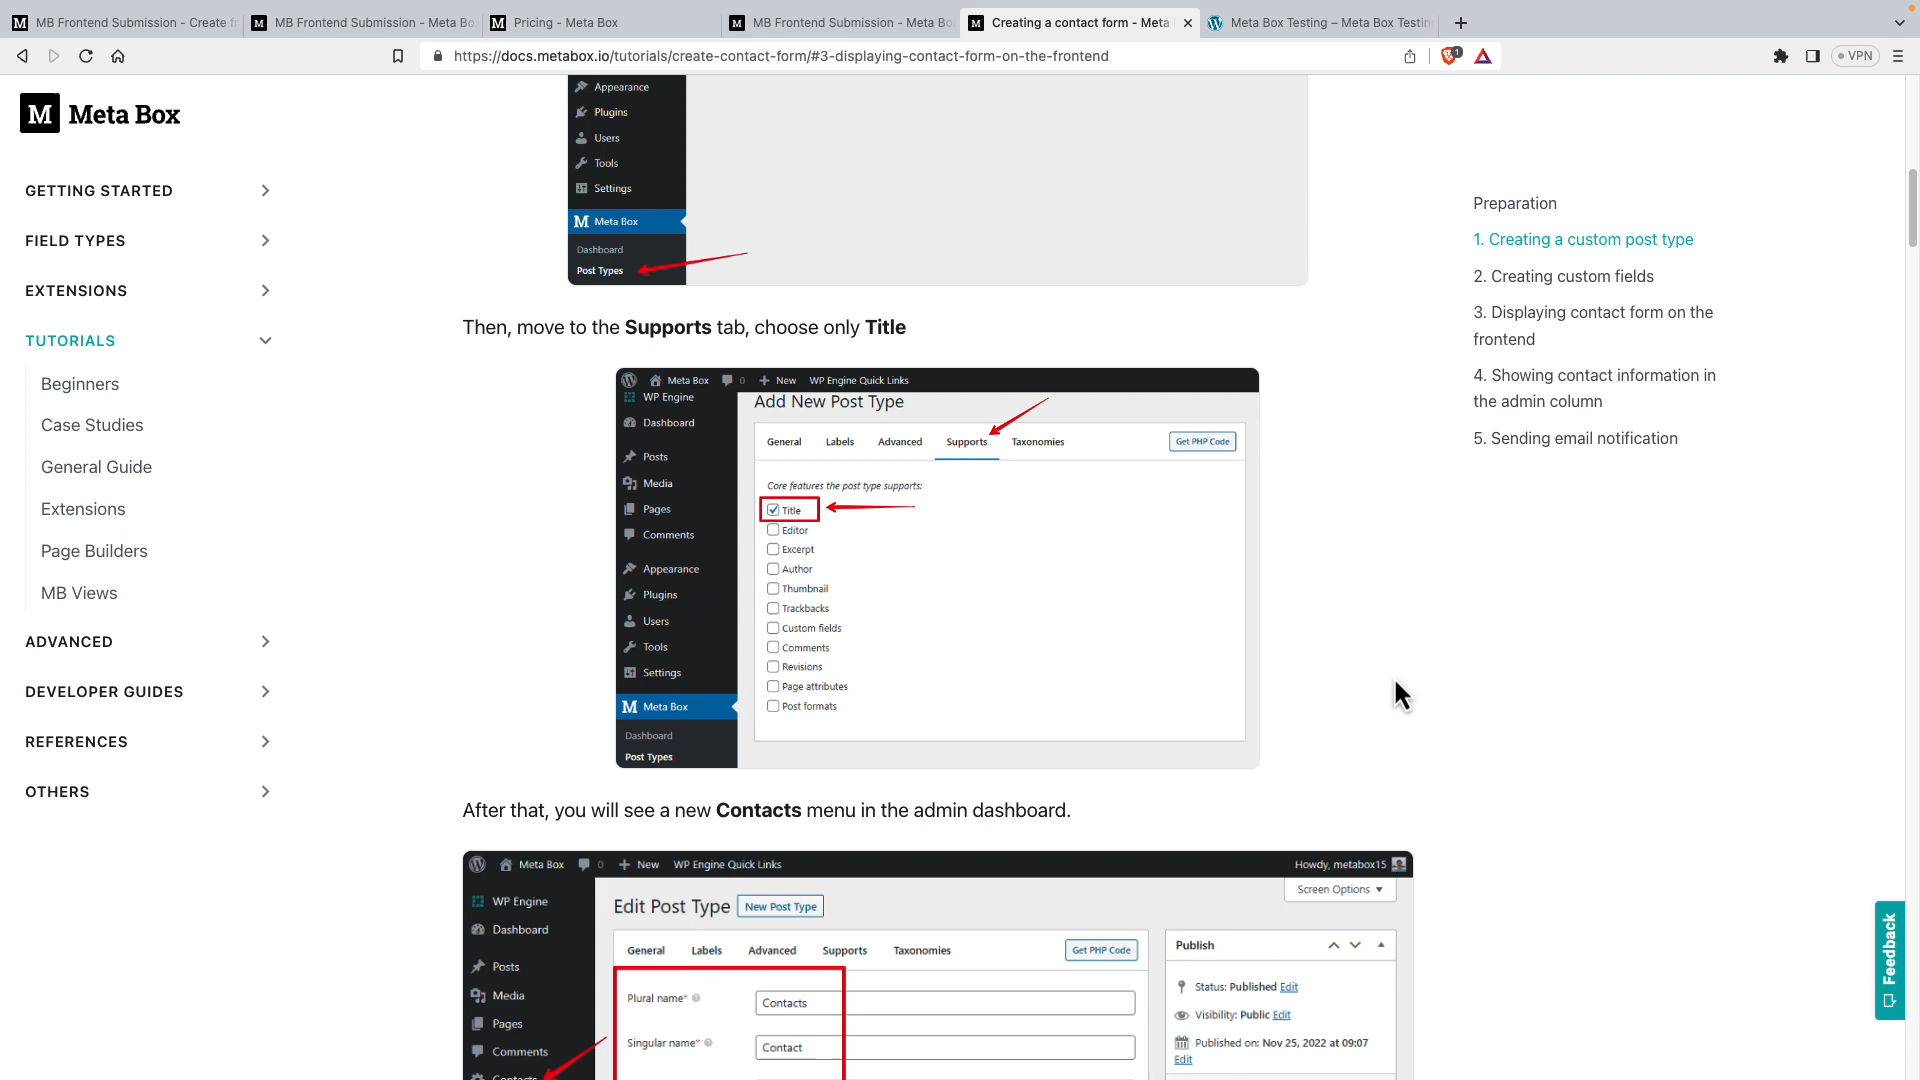 MB Frontend Submission - Create f
MB Frontend Submission - Meta Bo
Pricing - Meta Box
MB Frontend Submission - Meta Bo
Creating a contact form - Meta
Meta Box Testing – Meta Box Testin
https://docs.metabox.io/tutorials/create-contact-form/#3-displaying-contact-form-on-the-frontend
1
VPN
M Meta Box
GETTING STARTED
FIELD TYPES
EXTENSIONS
TUTORIALS
Beginners
Case Studies
General Guide
Extensions
Page Builders
MB Views
ADVANCED
DEVELOPER GUIDES
REFERENCES
OTHERS
Appearance
Plugins
Users
Tools
Settings
M Meta Box
Dashboard
Post Types
Then, move to the Supports tab, choose only Title
Meta Box 0 New WP Engine Quick Links
WP Engine
Dashboard
Posts
Media
Pages
Comments
Appearance
Plugins
Users
Tools
Settings
M Meta Box
Dashboard
Post Types
Add New Post Type
General Labels Advanced Supports Taxonomies Get PHP Code
Core features the post type supports:
Title
Editor
Excerpt
Author
Thumbnail
Trackbacks
Custom fields
Comments
Revisions
Page attributes
Post formats
After that, you will see a new Contacts menu in the admin dashboard.
Meta Box 0 New WP Engine Quick Links Howdy, metabox15
Screen Options
WP Engine
Dashboard
Posts
Media
Pages
Comments
Contacts
Edit Post Type New Post Type
General Labels Advanced Supports Taxonomies Get PHP Code
Plural name* Contacts
Singular name* Contact
Publish
Status: Published Edit
Visibility: Public Edit
Published on: Nov 25, 2022 at 09:07
Edit
Preparation
1. Creating a custom post type
2. Creating custom fields
3. Displaying contact form on the
frontend
4. Showing contact information in
the admin column
5. Sending email notification
Feedback